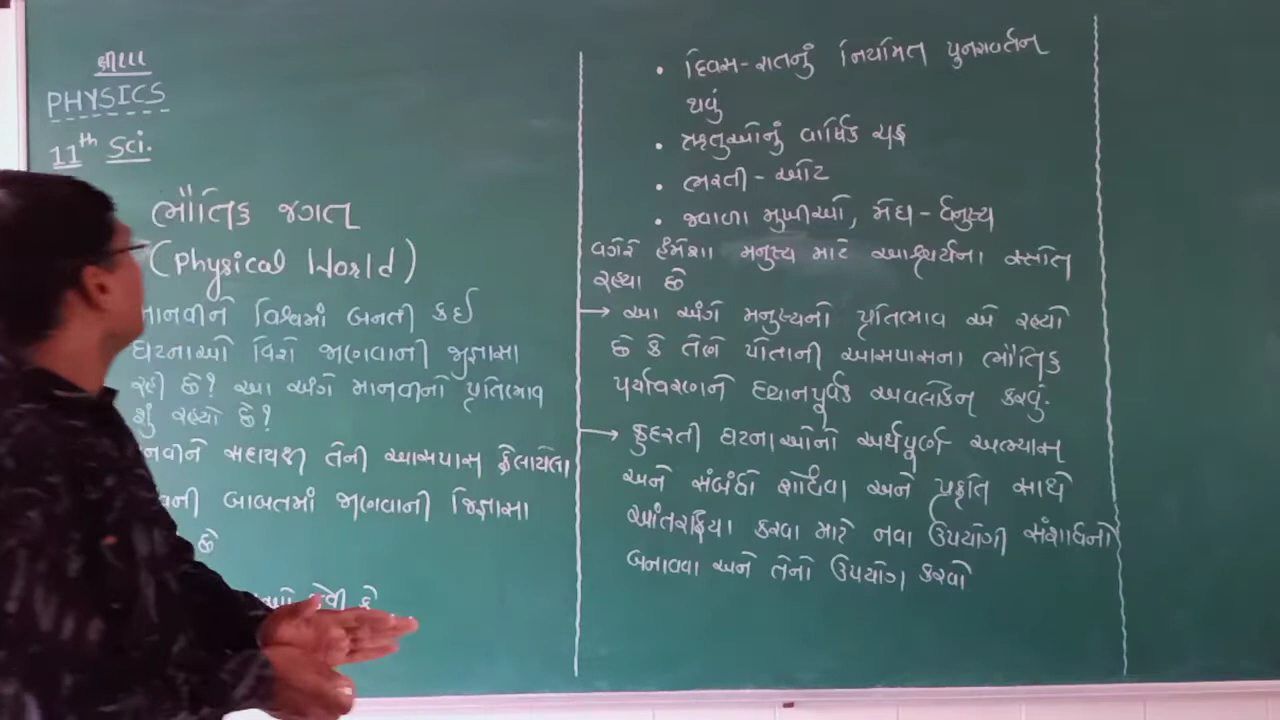 PHYSICS
11th Sci.
ભૌતિક જગત
(Physical World)
માનવીને વિશ્વમાં બનતી કઈ
ઘટનાઓ વિશે જાણવાની જીજ્ઞાસા
રહી છે? આ અંગે માનવીનો પ્રતિભાવ
શું રહ્યો છે?
તેની આસપાસ ફેલાયેલા
બાબતમાં જાણવાની જિજ્ઞાસા
છે
• દિવસ-રાતનું નિયમિત પુનરાવર્તન
થવું
• ઋતુઓનું વાર્ષિક ચક્ર
• ભરતી - ઓટ
• જ્વાળા મુખીઓ, મેઘ - ધનુષ્ય
વગેરે હંમેશા મનુષ્ય માટે આશ્ચર્યના સ્ત્રોત
રહ્યા છે
→ આ અંગે મનુષ્યનો પ્રતિભાવ એ રહ્યો
છે કે તેણે પોતાની આસપાસના ભૌતિક
પર્યાવરણને ધ્યાનપૂર્વક અવલોકન કરવું.
→ કુદરતી ઘટનાઓનો અર્થપૂર્ણ અભ્યાસ
અને સંબંધો શોધવા અને પ્રકૃતિ સાથે
આંતરક્રિયા કરવા માટે નવા ઉપયોગી સંશાધનો
બનાવવા અને તેનો ઉપયોગ કરવો